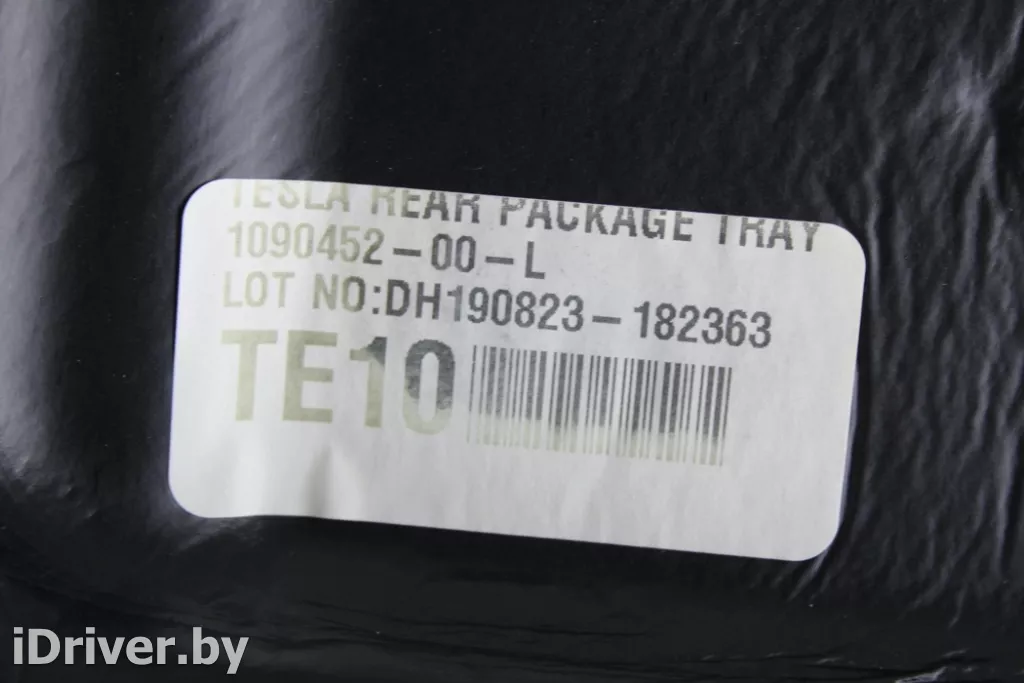 TESLA REAR PACKAGE TRAY
1090452-00-L
LOT NO:DH190823-182363
TE10
iDriver.by